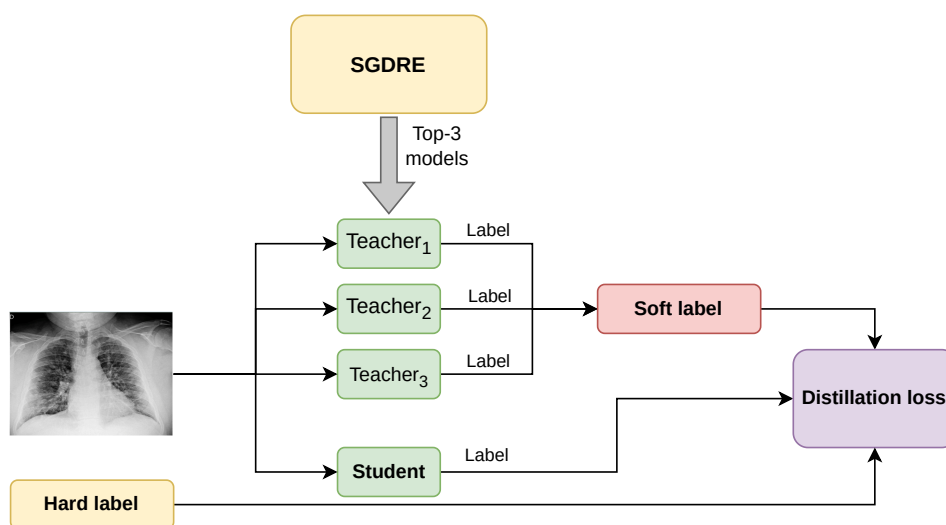 SGDRE
Top-3
models
Teacher1
Label
Teacher2
Label
Soft label
Teacher3
Label
Distillation loss
Student
Label
Hard label